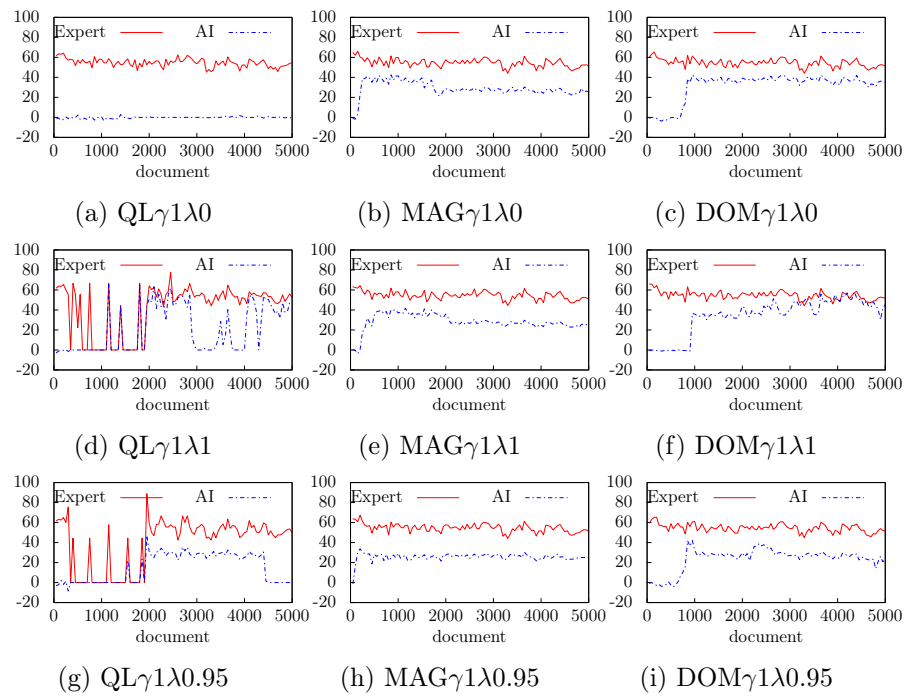 100
80
60
40
20
0
-20
Expert AI
0 1000 2000 3000 4000 5000
document
(a) QLγ1λ0
100
80
60
40
20
0
-20
Expert AI
0 1000 2000 3000 4000 5000
document
(b) MAGγ1λ0
100
80
60
40
20
0
-20
Expert AI
0 1000 2000 3000 4000 5000
document
(c) DOMγ1λ0
100
80
60
40
20
0
-20
Expert AI
0 1000 2000 3000 4000 5000
document
(d) QLγ1λ1
100
80
60
40
20
0
-20
Expert AI
0 1000 2000 3000 4000 5000
document
(e) MAGγ1λ1
100
80
60
40
20
0
-20
Expert AI
0 1000 2000 3000 4000 5000
document
(f) DOMγ1λ1
100
80
60
40
20
0
-20
Expert AI
0 1000 2000 3000 4000 5000
document
(g) QLγ1λ0.95
100
80
60
40
20
0
-20
Expert AI
0 1000 2000 3000 4000 5000
document
(h) MAGγ1λ0.95
100
80
60
40
20
0
-20
Expert AI
0 1000 2000 3000 4000 5000
document
(i) DOMγ1λ0.95